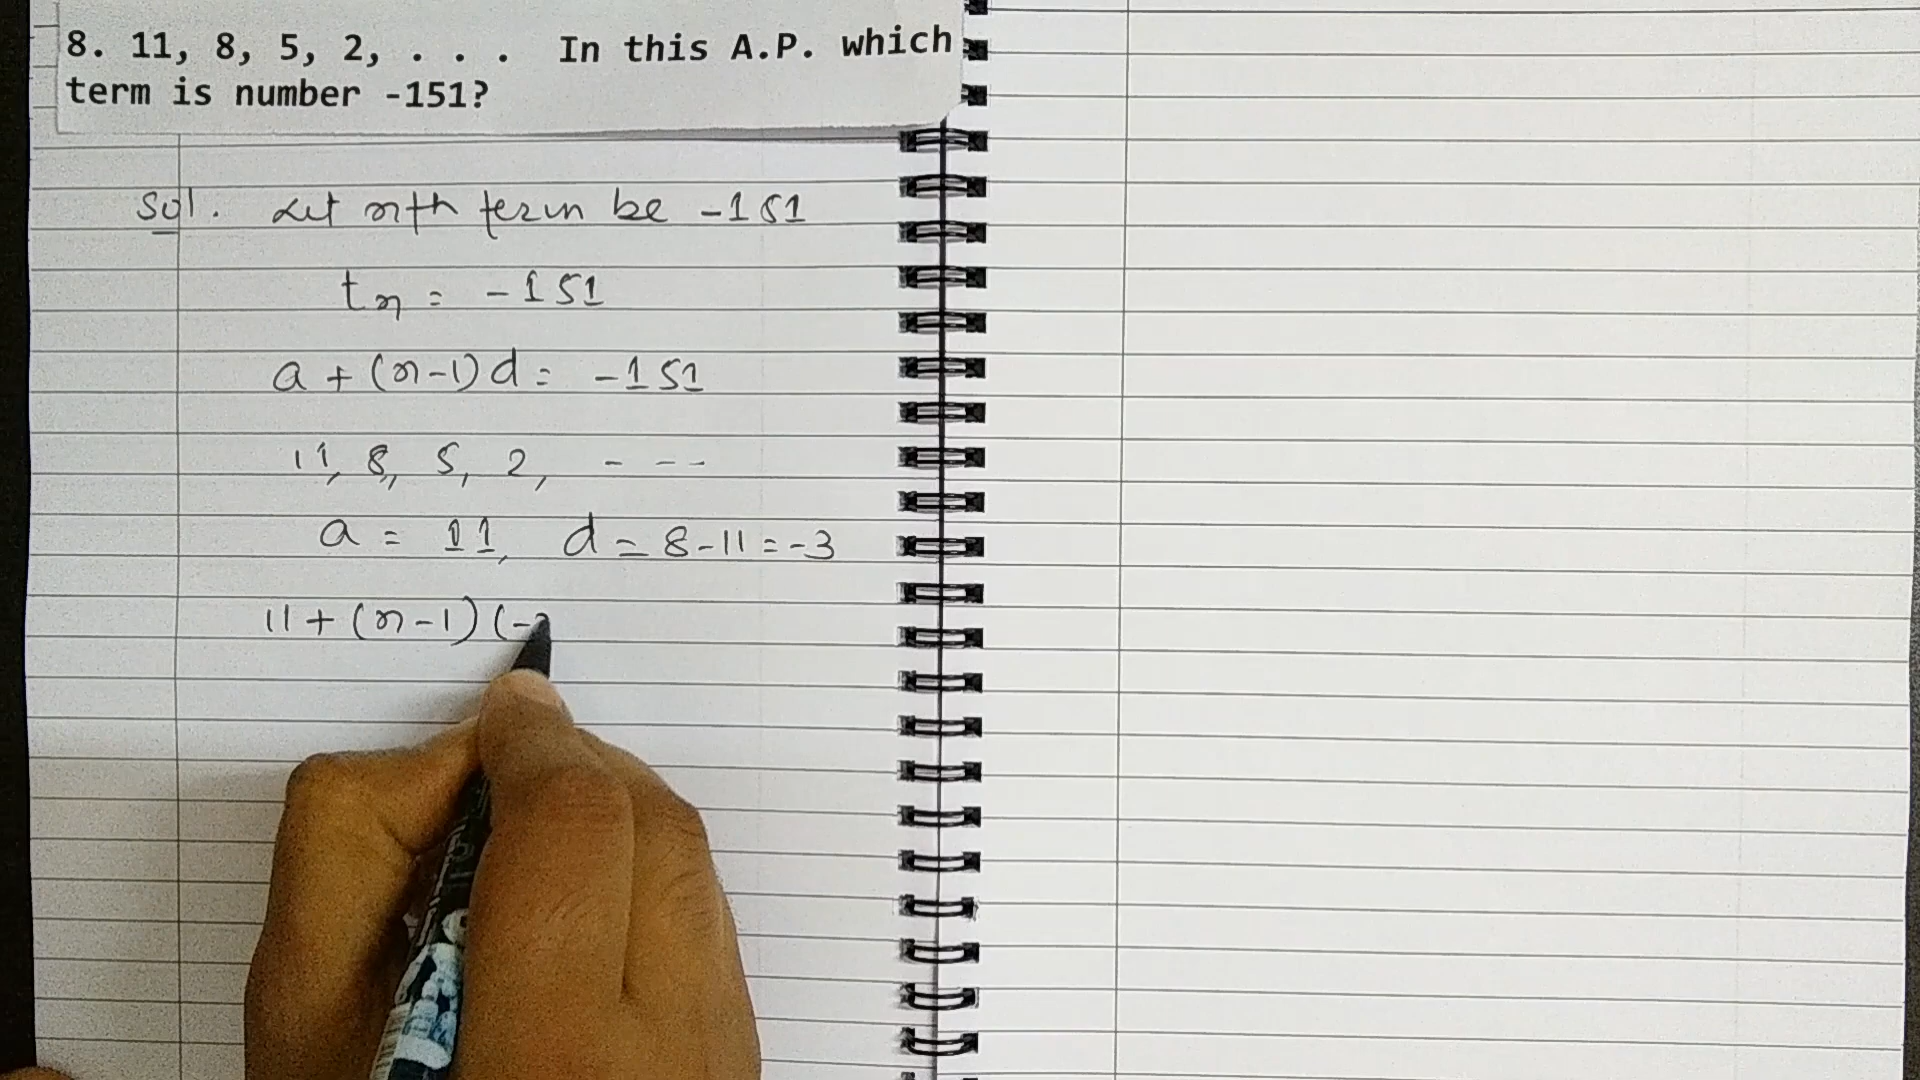 8. 11, 8, 5, 2, . . . In this A.P. which
term is number -151?
Sol. Let nth term be -151
tn = -151
a + (n-1)d = -151
11, 8, 5, 2, - - -
a = 11, d = 8-11 = -3
11 + (n-1)(-3